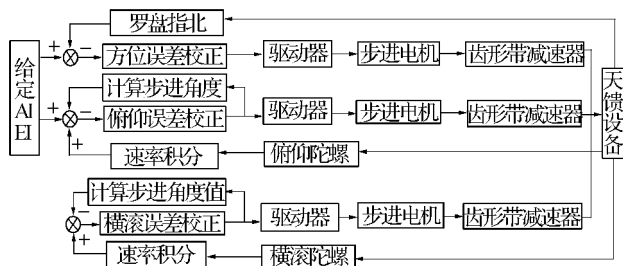 罗盘指北
+
−
方位误差校正
驱动器
步进电机
齿形带减速器
给定AI EI
计算步进角度
+
−
俯仰误差校正
驱动器
步进电机
齿形带减速器
天馈设备
+
速率积分
俯仰陀螺
计算步进角度值
−
横滚误差校正
驱动器
步进电机
齿形带减速器
+
速率积分
横滚陀螺